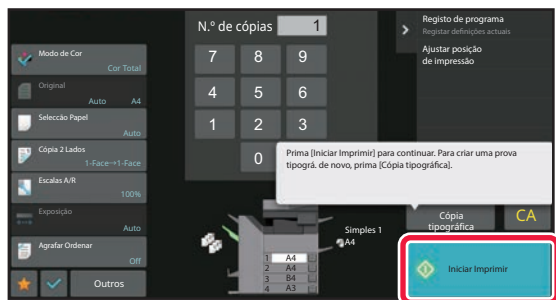 N.º de cópias 1
Modo de Cor
Cor Total
Original
Auto A4
Seleccão Papel
Auto
Cópia 2 Lados
1-Face→1-Face
Escalas A/R
100%
Exposição
Auto
Agrafar Ordenar
Off
Outros
7 8 9
4 5 6
1 2 3
0
Registo de programa
Registar definições actuais
Ajustar posição
de impressão
Prima [Iniciar Imprimir] para continuar. Para criar uma prova
tipográ. de novo, prima [Cópia tipográfica].
Simples 1
A4
1 A4
2 A4
3 B4
4 A3
Cópia
tipográfica
CA
Iniciar Imprimir